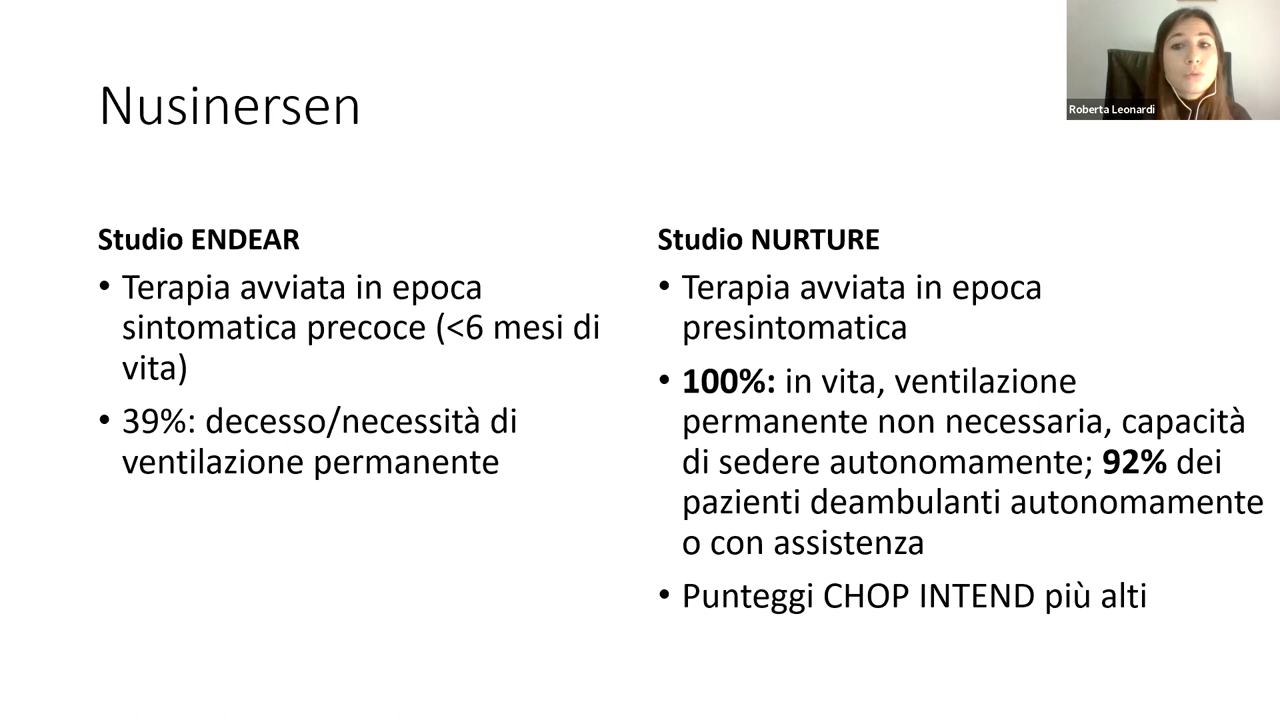 Nusinersen
Roberta Leonardi
Studio ENDEAR
• Terapia avviata in epoca
sintomatica precoce (<6 mesi di
vita)
• 39%: decesso/necessità di
ventilazione permanente
Studio NURTURE
• Terapia avviata in epoca
presintomatica
• 100%: in vita, ventilazione
permanente non necessaria, capacità
di sedere autonomamente; 92% dei
pazienti deambulanti autonomamente
o con assistenza
• Punteggi CHOP INTEND più alti